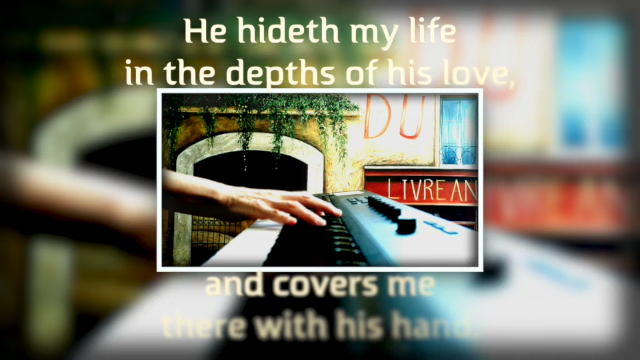 He hideth my life
in the depths of his love,
DU
LIVRE AN
and covers me
there with his hand